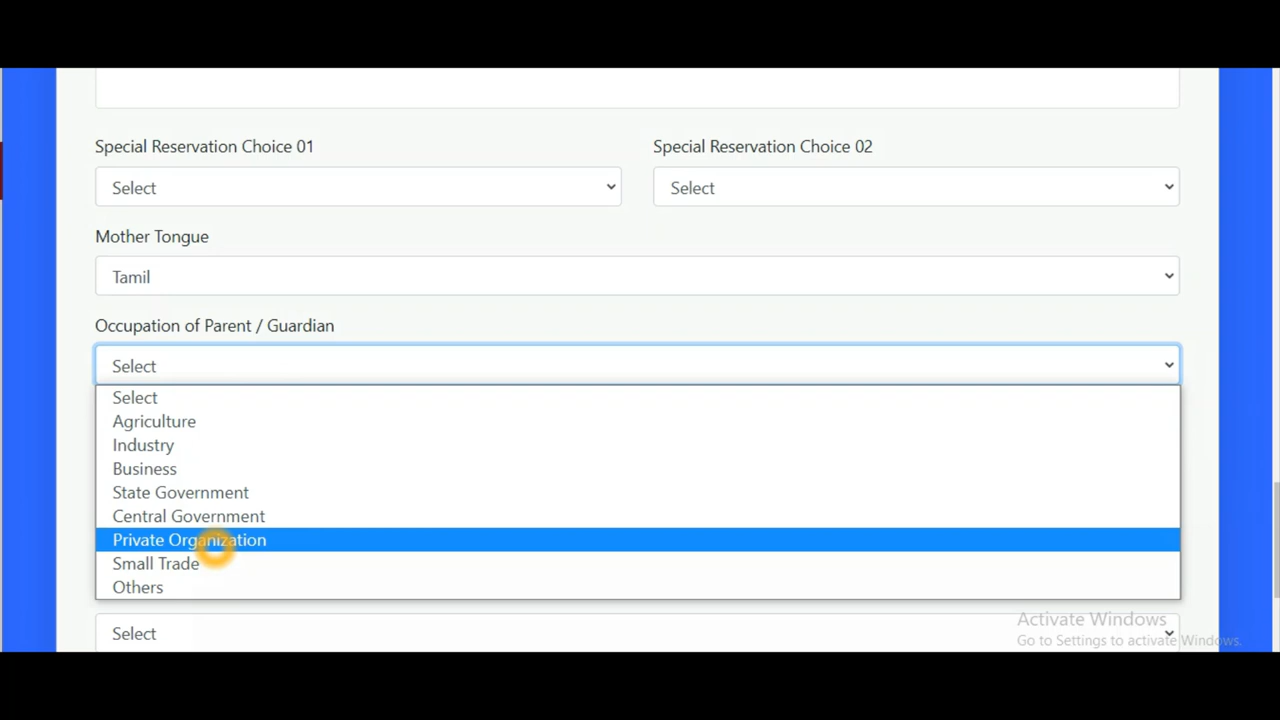 Special Reservation Choice 01
Special Reservation Choice 02
Select
Select
Mother Tongue
Tamil
Occupation of Parent / Guardian
Select
Select
Agriculture
Industry
Business
State Government
Central Government
Private Organization
Small Trade
Others
Select
Activate Windows
Go to Settings to activate Windows.